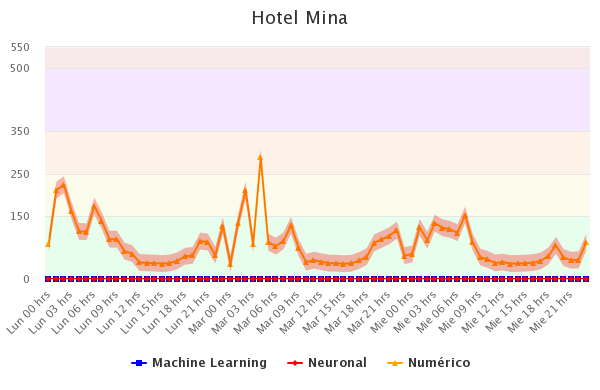 Hotel Mina
550
500
350
250
150
0
Lun 00 hrs
Lun 03 hrs
Lun 06 hrs
Lun 09 hrs
Lun 12 hrs
Lun 15 hrs
Lun 18 hrs
Lun 21 hrs
Mar 00 hrs
Mar 03 hrs
Mar 06 hrs
Mar 09 hrs
Mar 12 hrs
Mar 15 hrs
Mar 18 hrs
Mar 21 hrs
Mie 00 hrs
Mie 03 hrs
Mie 06 hrs
Mie 09 hrs
Mie 12 hrs
Mie 15 hrs
Mie 18 hrs
Mie 21 hrs
Machine Learning Neuronal Numérico